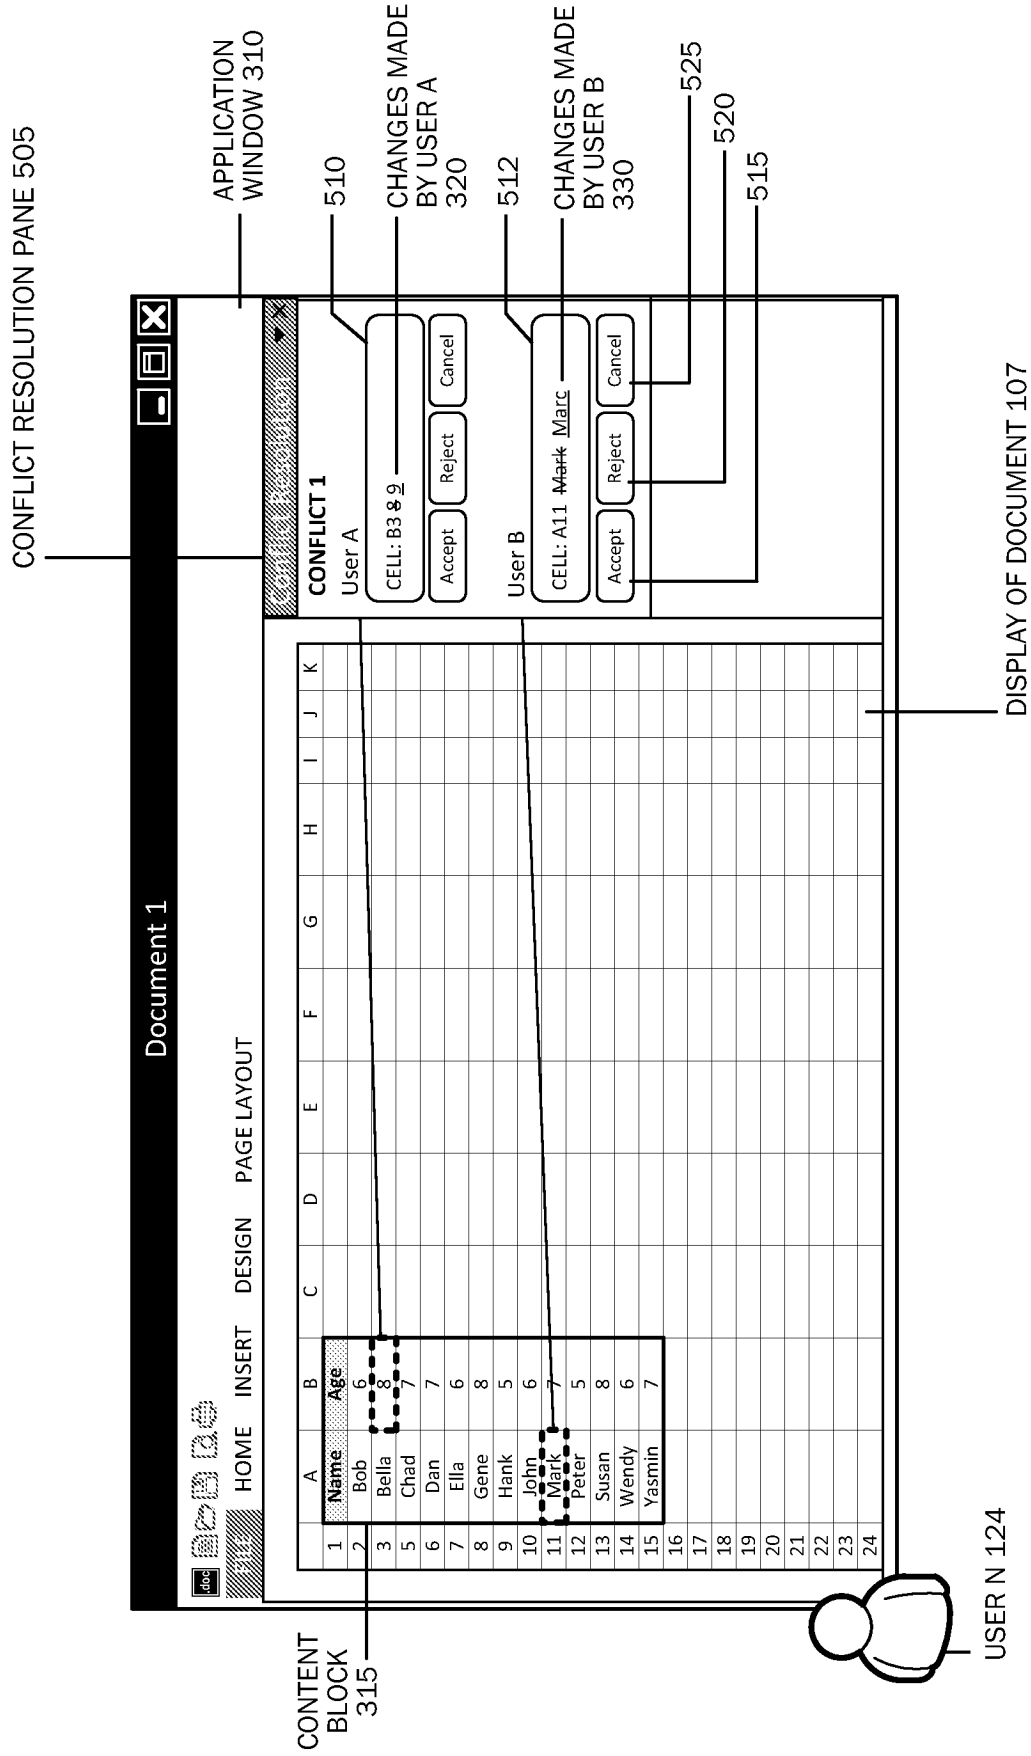 CONFLICT RESOLUTION PANE 505
APPLICATION
WINDOW 310
510
CHANGES MADE
BY USER A
320
512
CHANGES MADE
BY USER B
330
525
520
515
Document 1
.doc
FILE HOME INSERT DESIGN PAGE LAYOUT
Conflict Resolution
CONFLICT 1
User A
CELL: B3 8 9
Accept Reject Cancel
User B
CELL: A11 Mark Marc
Accept Reject Cancel
A B C D E F G H I J K
1 Name Age
2 Bob 6
3 Bella 8
5 Chad 7
6 Dan 7
7 Ella 6
8 Gene 8
9 Hank 5
10 John 6
11 Mark 7
12 Peter 5
13 Susan 8
14 Wendy 6
15 Yasmin 7
16
17
18
19
20
21
22
23
24
CONTENT
BLOCK
315
USER N 124
DISPLAY OF DOCUMENT 107